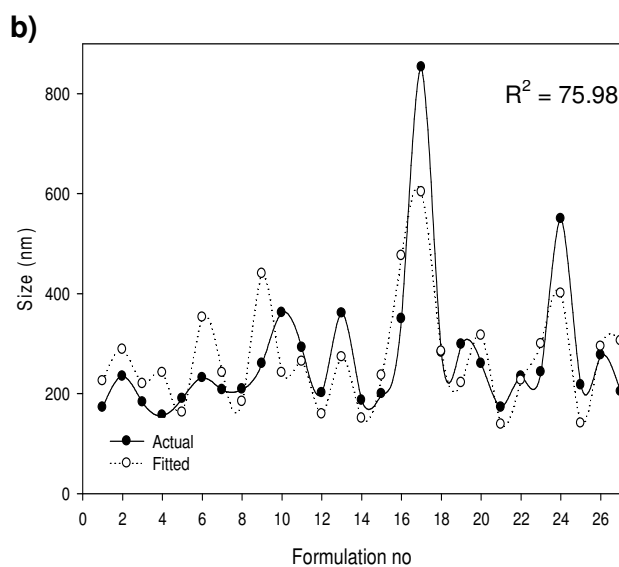 b)
R² = 75.98
Size (nm)
800
600
400
200
0
Actual
Fitted
0 2 4 6 8 10 12 14 16 18 20 22 24 26
Formulation no